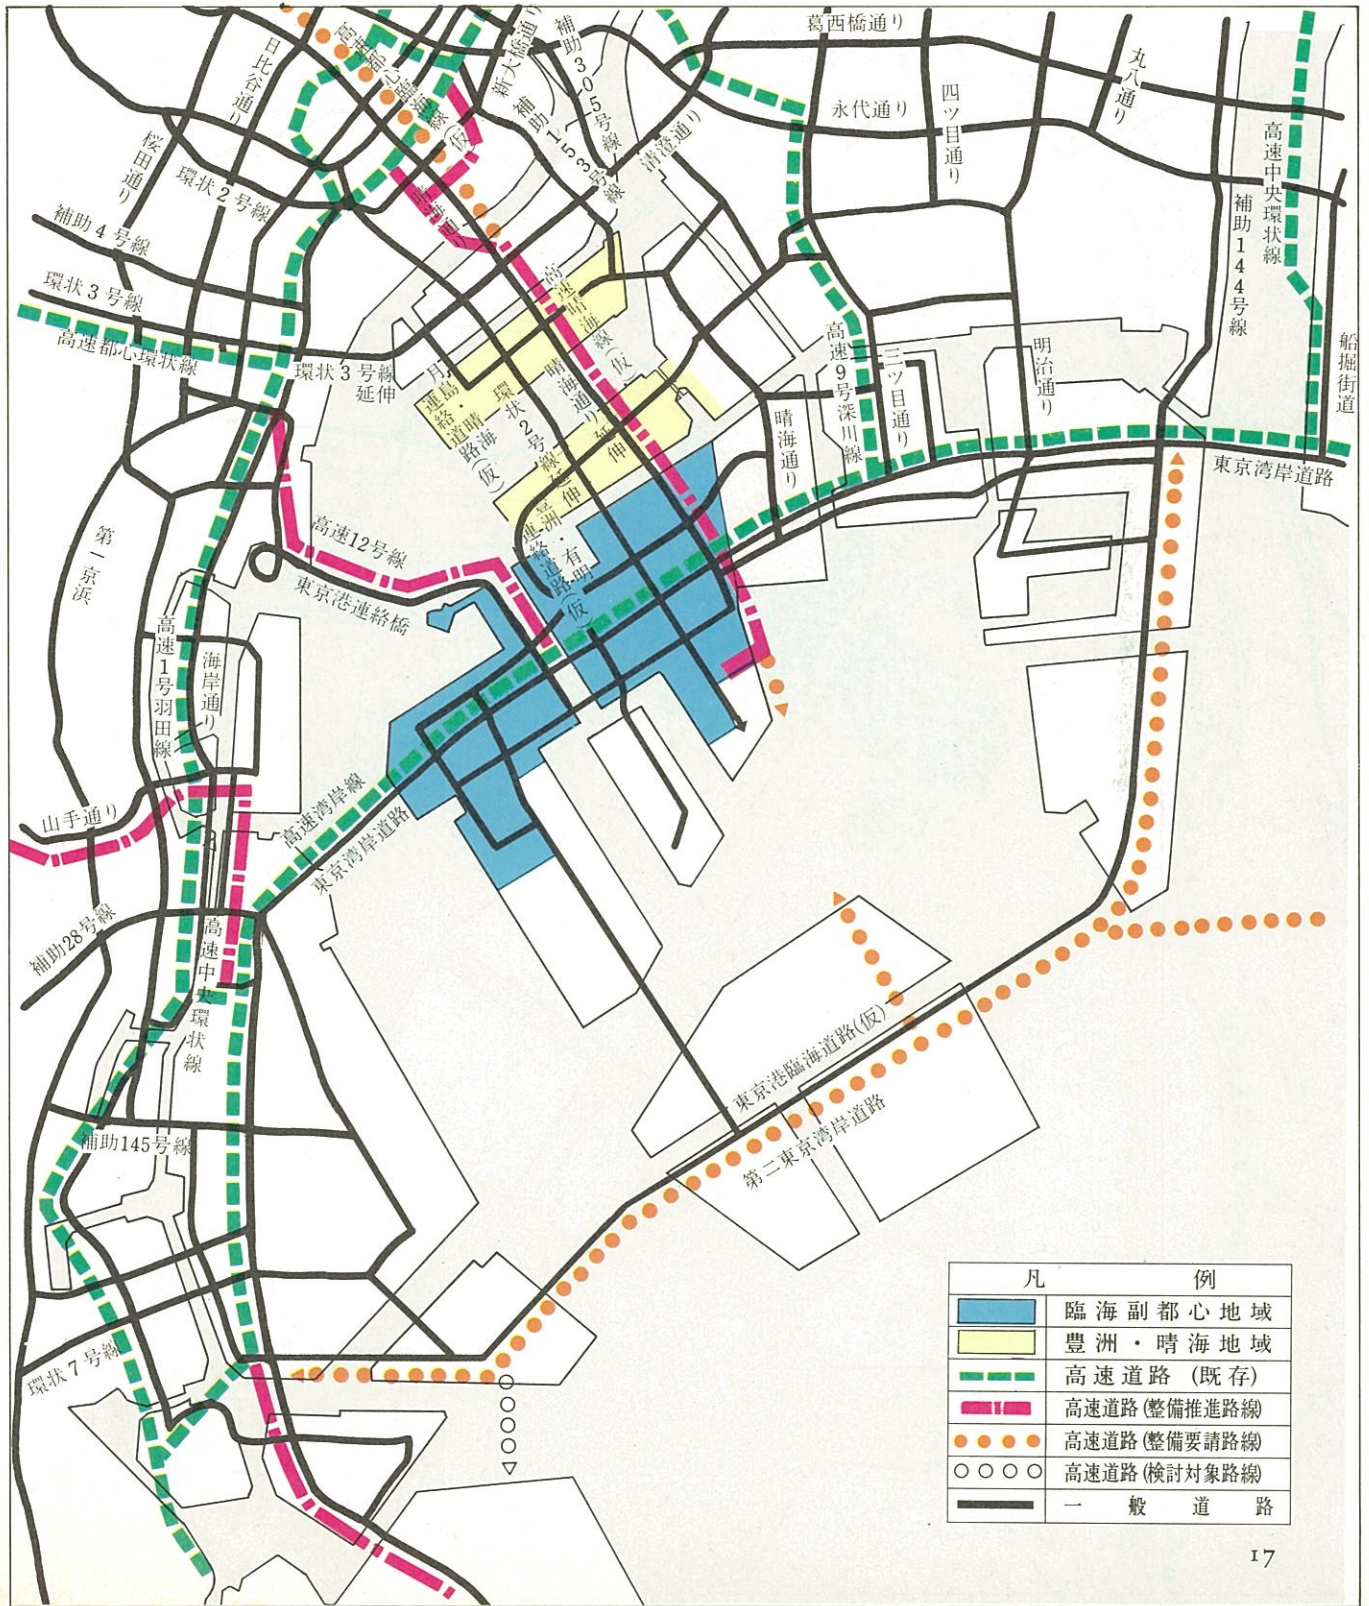 葛西橋通り
補助305号線
新大橋通り
高速都心臨海線(仮)
日比谷通り
丸八通り
四ツ目通り
永代通り
補助153号線
清澄通り
桜田通り
高速中央環状線
環状2号線
補助144号線
晴海通り
補助4号線
高速晴海線(仮)
環状3号線
高速都心環状線
環状3号線
延伸
高速9号深川線
三ツ目通り
明治通り
船堀街道
月島・晴海
連絡道路(仮)
環状2号線延伸
晴海通り延伸
晴海通り
東京湾岸道路
豊洲・有明
連絡道路(仮)
第一京浜
高速12号線
東京港連絡橋
高速1号羽田線
海岸通り
山手通り
高速湾岸線
東京湾岸道路
補助28号線
高速中央環状線
東京港臨海道路(仮)
第二東京湾岸道路
補助145号線
環状7号線
凡例
臨海副都心地域
豊洲・晴海地域
高速道路(既存)
高速道路(整備推進路線)
高速道路(整備要請路線)
高速道路(検討対象路線)
一般道路
17